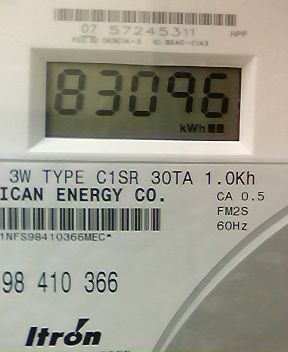 07 57245311 HPP
83096
kWh
3W TYPE C1SR 30TA 1.0Kh
ICAN ENERGY CO. CA 0.5
FM2S
60Hz
1NFS98410366MEC*
98 410 366
Itron